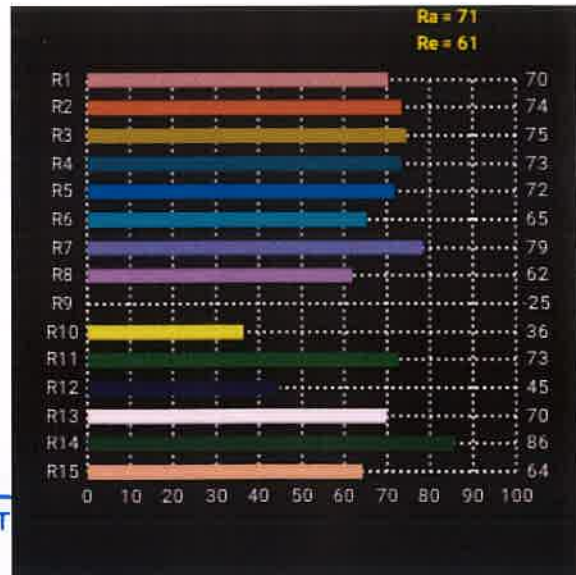 Ra = 71
Re = 61
R1 70
R2 74
R3 75
R4 73
R5 72
R6 65
R7 79
R8 62
R9 -25
R10 36
R11 73
R12 45
R13 70
R14 86
R15 64
0 10 20 30 40 50 60 70 80 90 100
T